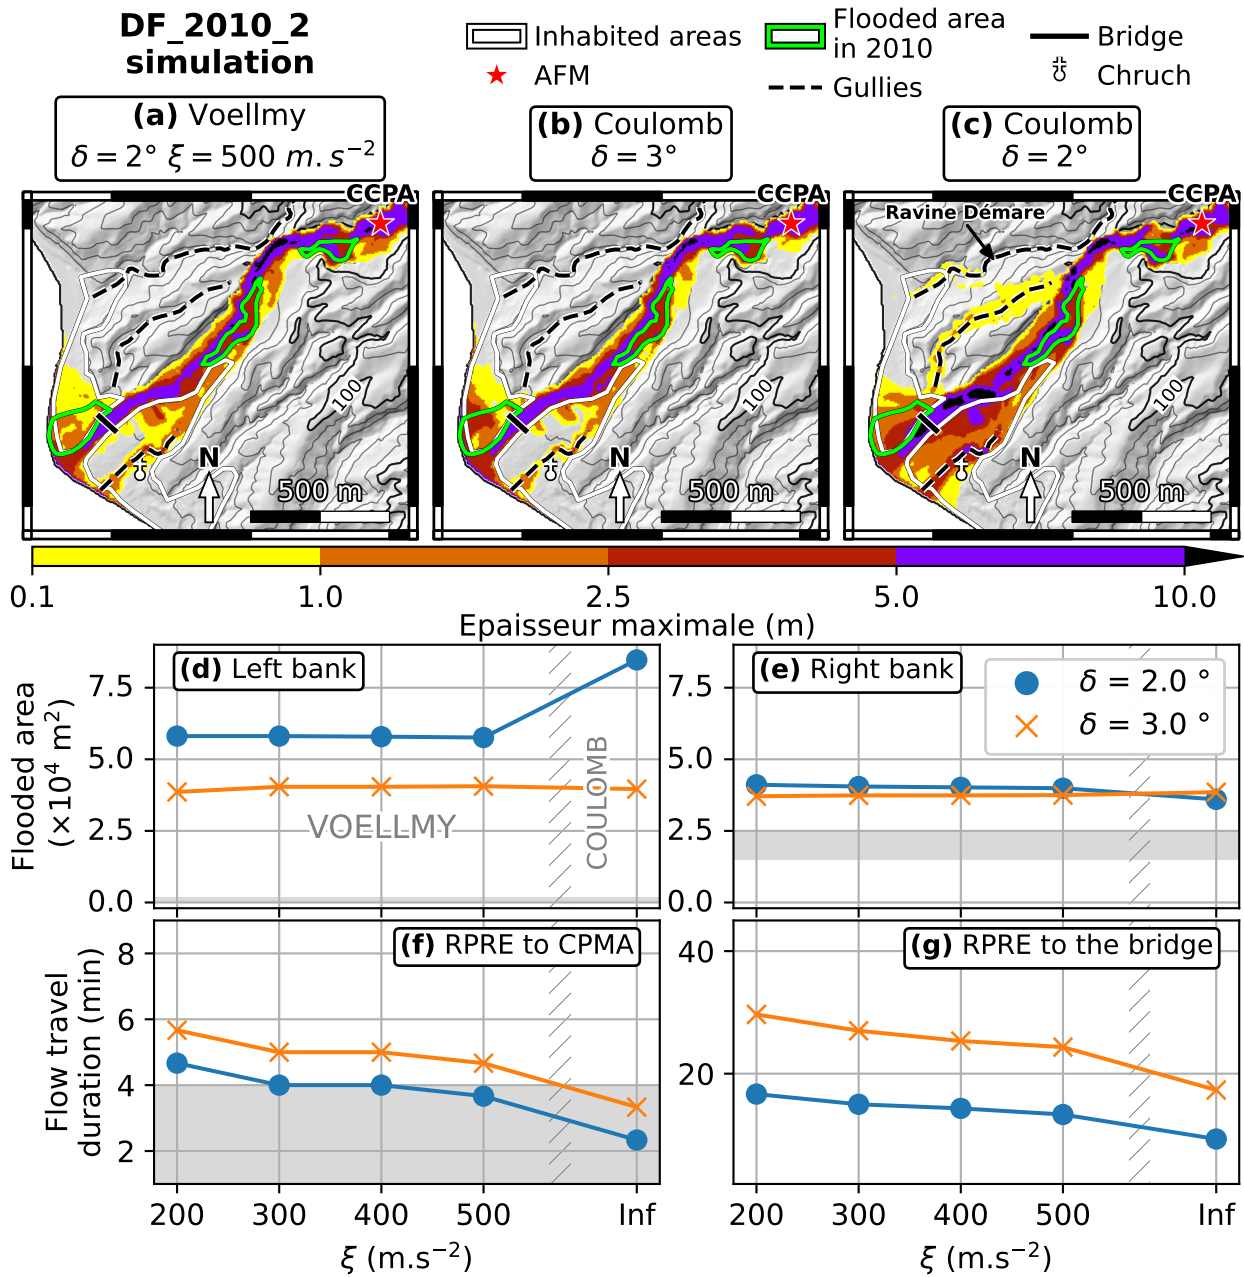 DF_2010_2
simulation
Inhabited areas
AFM
Flooded area
in 2010
Gullies
Bridge
Chruch
(a) Voellmy
δ = 2° ξ = 500 m.s⁻²
(b) Coulomb
δ = 3°
(c) Coulomb
δ = 2°
CCPA
CCPA
CCPA
Ravine Démare
100
100
100
N
N
N
500 m
500 m
500 m
0.1
1.0
2.5
5.0
10.0
Epaisseur maximale (m)
(d) Left bank
Flooded area
(×10⁴ m²)
7.5
5.0
2.5
0.0
VOELLMY
COULOMB
(e) Right bank
δ = 2.0 °
δ = 3.0 °
7.5
5.0
2.5
0.0
(f) RPRE to CPMA
Flow travel
duration (min)
8
6
4
2
200
300
400
500
Inf
ξ (m.s⁻²)
(g) RPRE to the bridge
40
20
200
300
400
500
Inf
ξ (m.s⁻²)